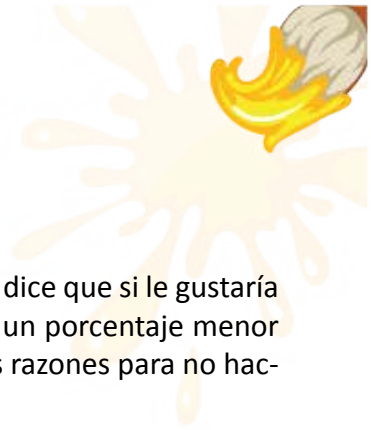 dice que si le gustaría
un porcentaje menor
s razones para no hac-